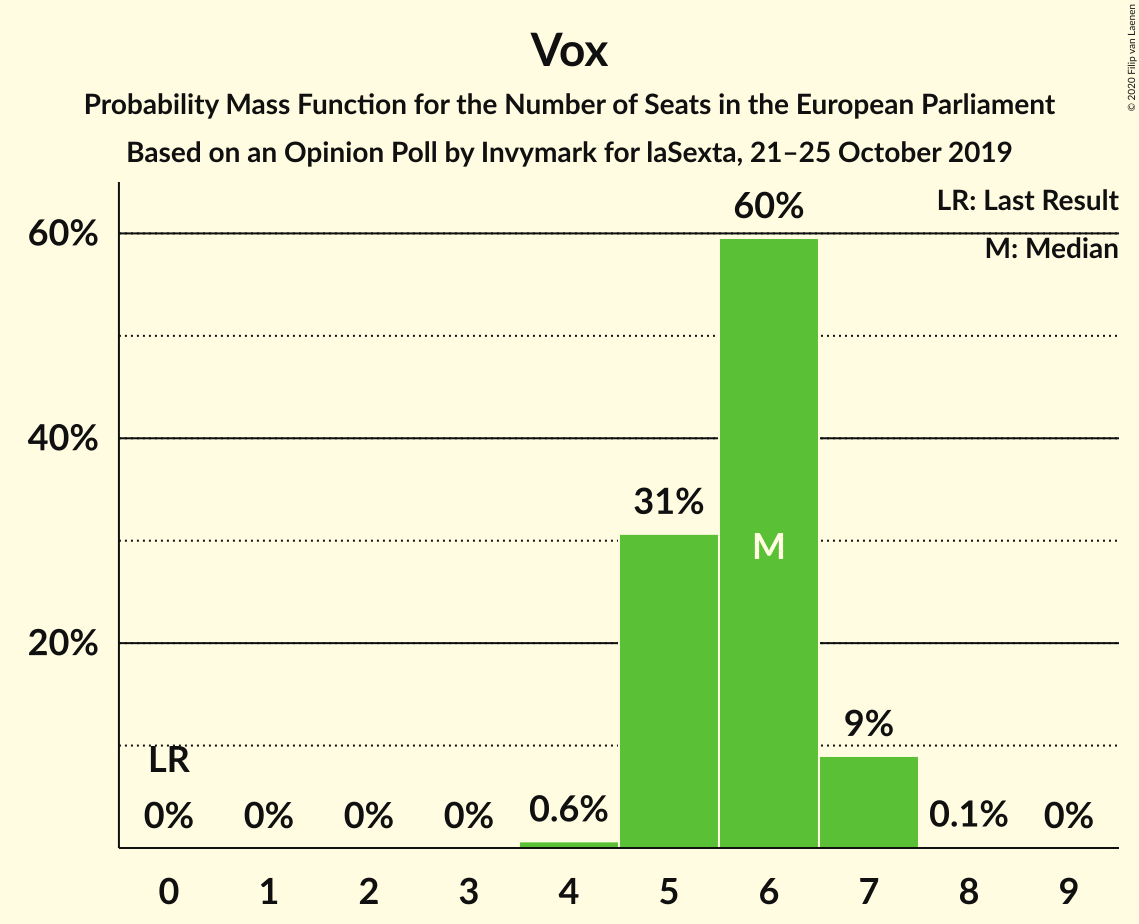 Vox
Probability Mass Function for the Number of Seats in the European Parliament
Based on an Opinion Poll by Invymark for laSexta, 21–25 October 2019
© 2020 Filip van Laenen
LR: Last Result
M: Median
60%
40%
20%
LR
0%
0%
0%
0%
0.6%
31%
60%
M
9%
0.1%
0%
0 1 2 3 4 5 6 7 8 9